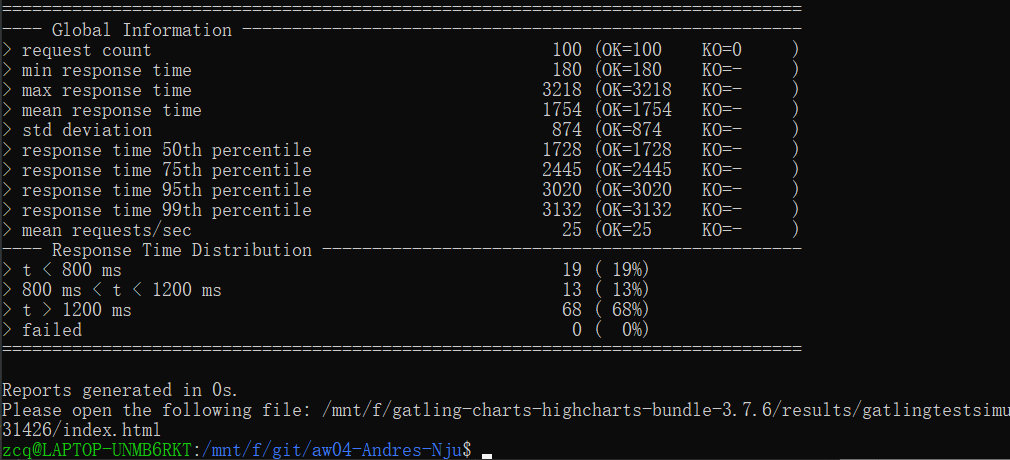 ================================================================================
---- Global Information --------------------------------------------------------
> request count                                        100 (OK=100    KO=0     )
> min response time                                    180 (OK=180    KO=-     )
> max response time                                   3218 (OK=3218   KO=-     )
> mean response time                                  1754 (OK=1754   KO=-     )
> std deviation                                        874 (OK=874    KO=-     )
> response time 50th percentile                       1728 (OK=1728   KO=-     )
> response time 75th percentile                       2445 (OK=2445   KO=-     )
> response time 95th percentile                       3020 (OK=3020   KO=-     )
> response time 99th percentile                       3132 (OK=3132   KO=-     )
> mean requests/sec                                     25 (OK=25     KO=-     )
---- Response Time Distribution ------------------------------------------------
> t < 800 ms                                            19 ( 19%)
> 800 ms < t < 1200 ms                                  13 ( 13%)
> t > 1200 ms                                           68 ( 68%)
> failed                                                 0 (  0%)
================================================================================
Reports generated in 0s.
Please open the following file: /mnt/f/gatling-charts-highcharts-bundle-3.7.6/results/gatlingtestsimu
31426/index.html
zcq@LAPTOP-UNMB6RKT:/mnt/f/git/aw04-Andres-Nju$